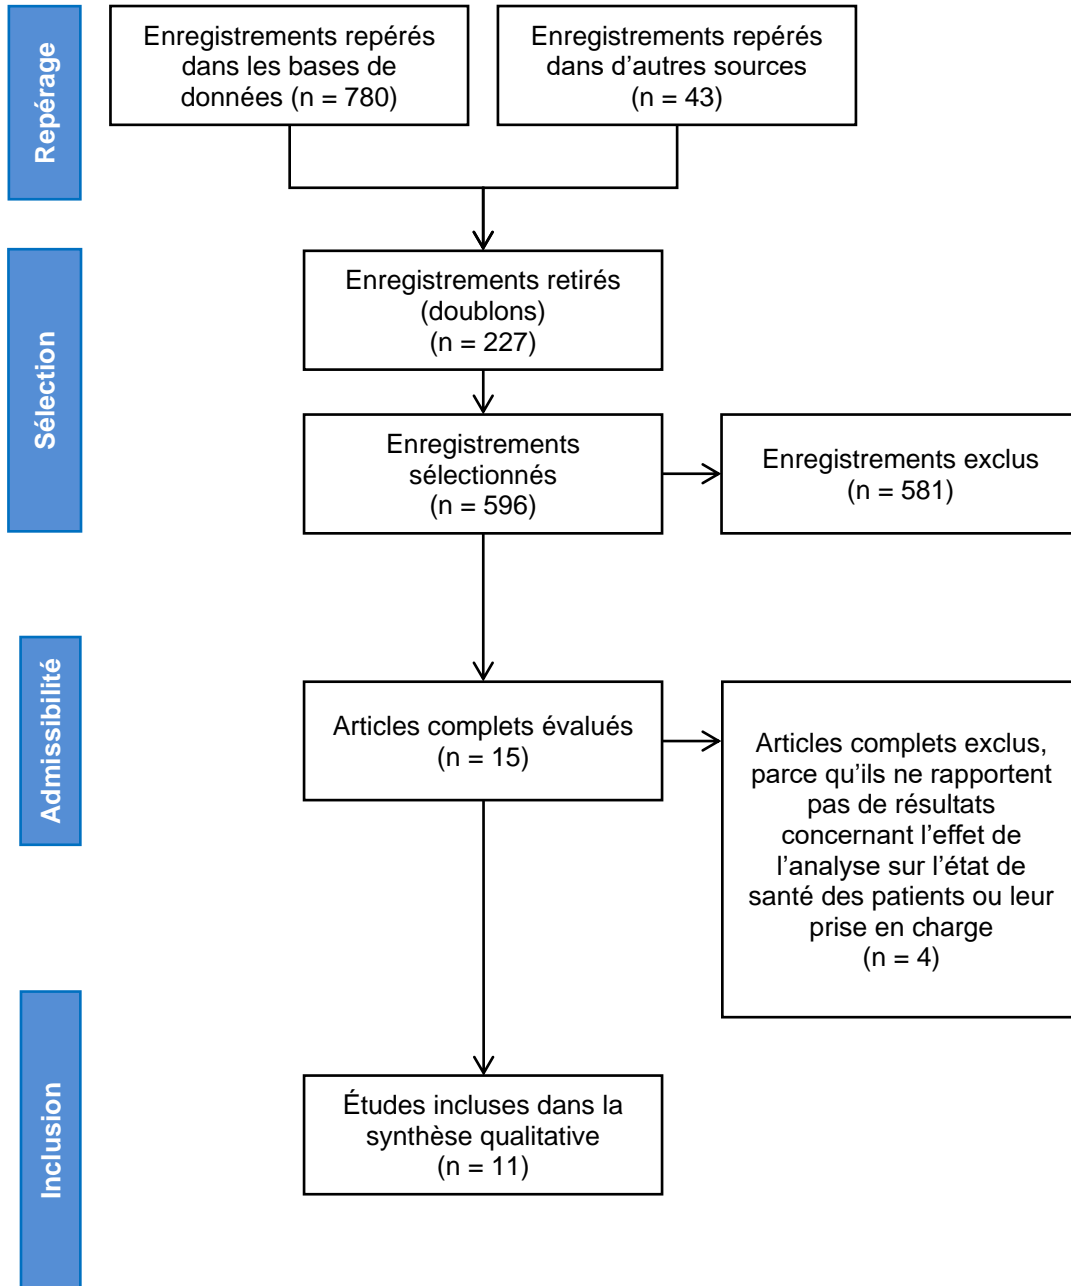 Repérage
Enregistrements repérés
dans les bases de
données (n = 780)
Enregistrements repérés
dans d’autres sources
(n = 43)
Sélection
Enregistrements retirés
(doublons)
(n = 227)
Enregistrements
sélectionnés
(n = 596)
Enregistrements exclus
(n = 581)
Admissibilité
Articles complets évalués
(n = 15)
Articles complets exclus,
parce qu’ils ne rapportent
pas de résultats
concernant l’effet de
l’analyse sur l’état de
santé des patients ou leur
prise en charge
(n = 4)
Inclusion
Études incluses dans la
synthèse qualitative
(n = 11)